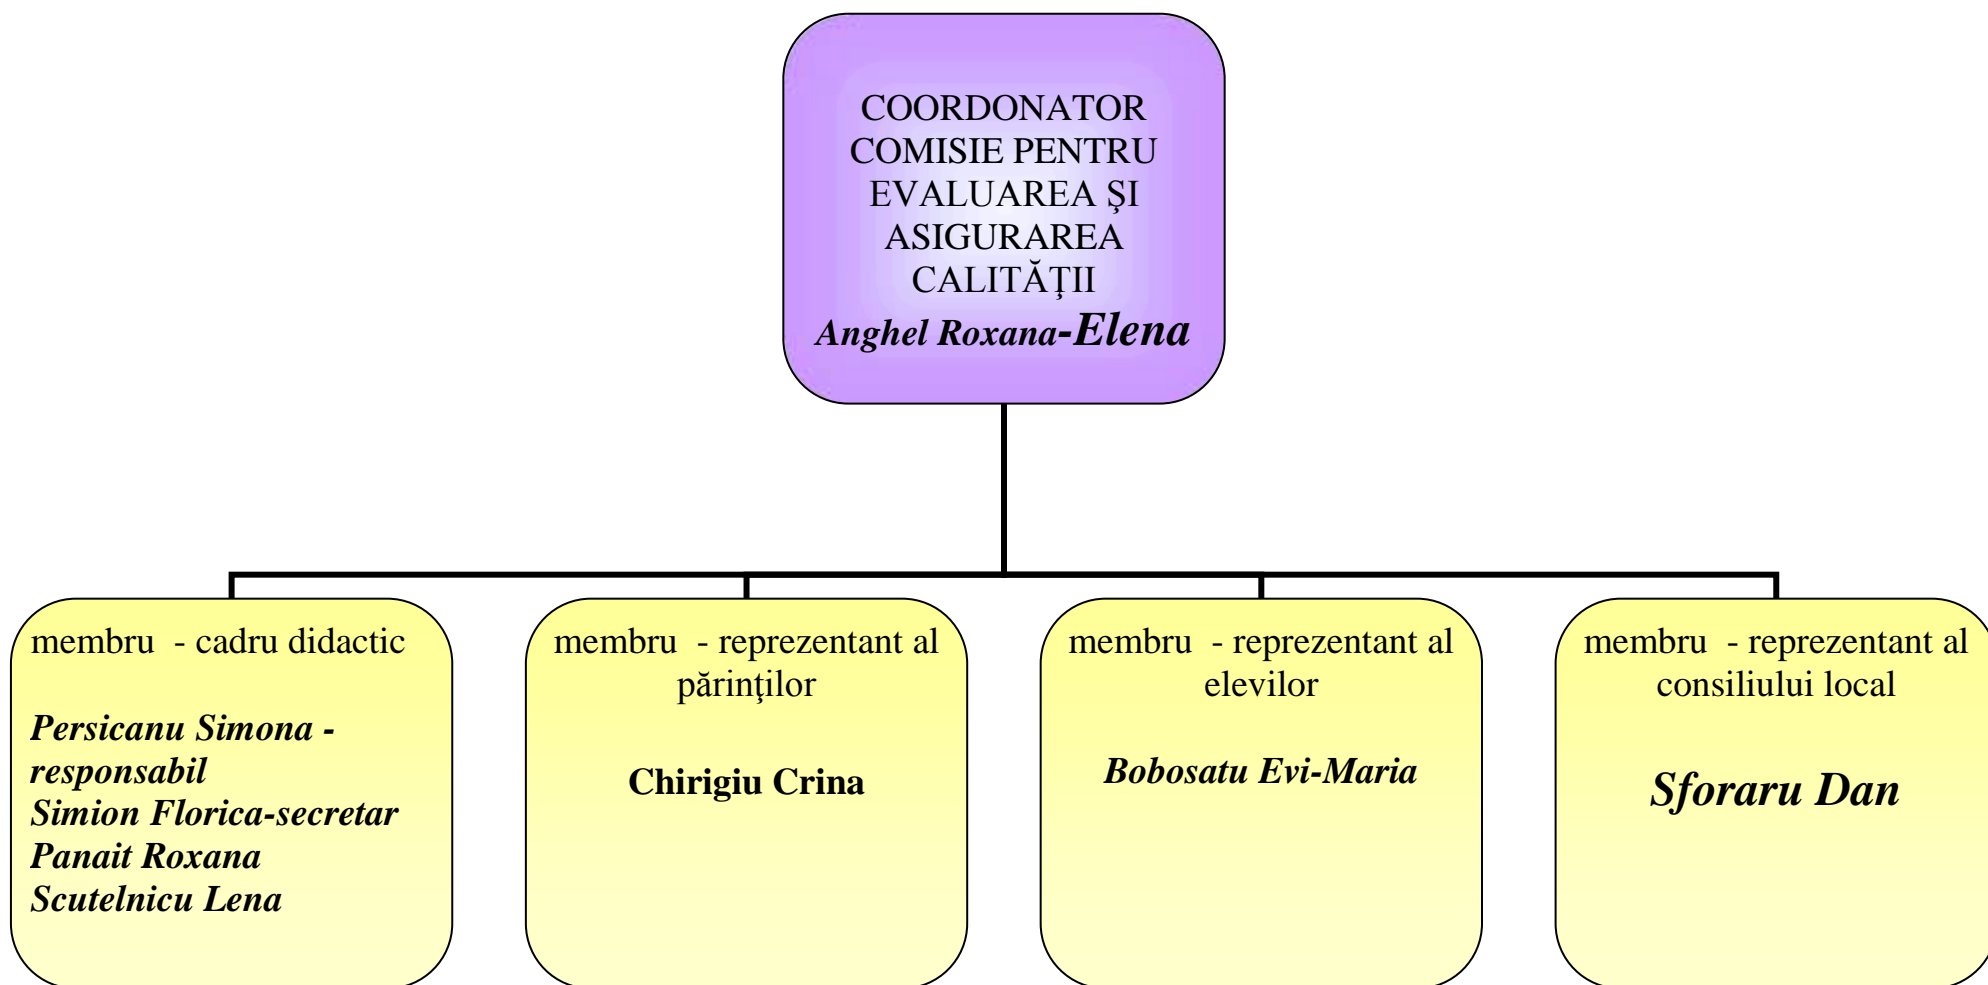 COORDONATOR
COMISIE PENTRU
EVALUAREA ŞI
ASIGURAREA
CALITĂŢII
Anghel Roxana-Elena
membru - cadru didactic
Persicanu Simona -
responsabil
Simion Florica-secretar
Panait Roxana
Scutelnicu Lena
membru - reprezentant al
părinţilor
Chirigiu Crina
membru - reprezentant al
elevilor
Bobosatu Evi-Maria
membru - reprezentant al
consiliului local
Sforaru Dan